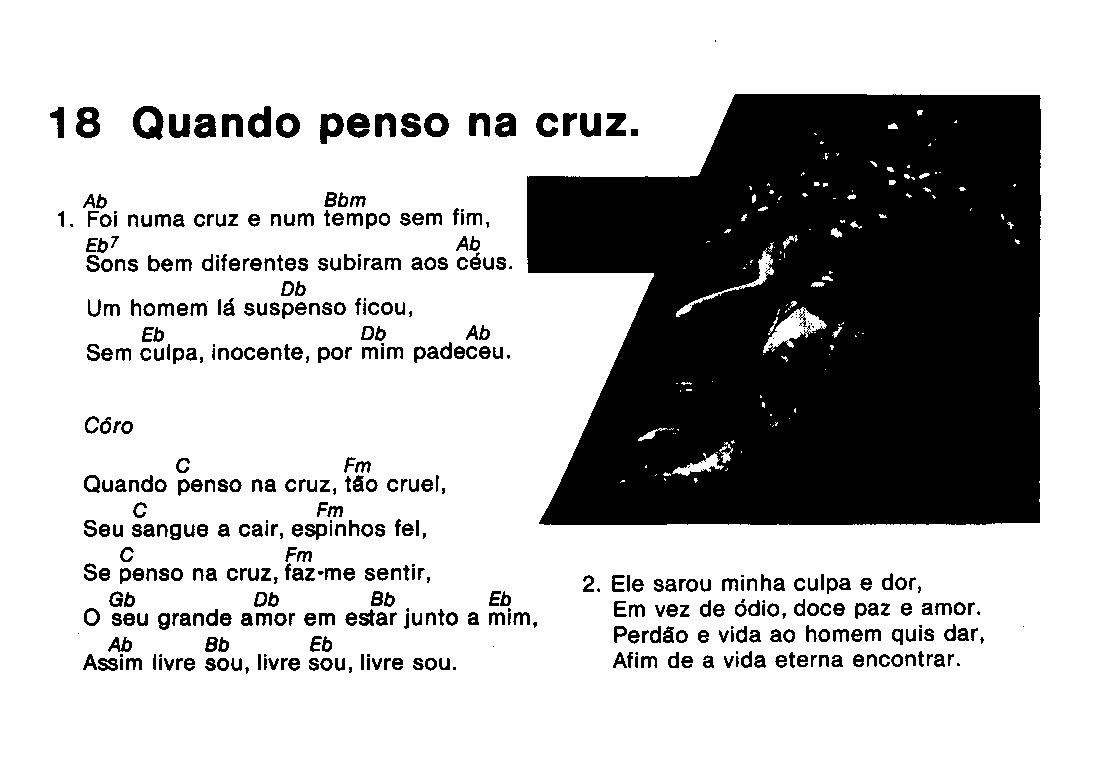 18 Quando penso na cruz.
Ab Bbm
1. Foi numa cruz e num tempo sem fim,
Eb7 Ab
Sons bem diferentes subiram aos céus.
Db
Um homem lá suspenso ficou,
Eb Db Ab
Sem culpa, inocente, por mim padeceu.
Côro
C Fm
Quando penso na cruz, tão cruel,
C Fm
Seu sangue a cair, espinhos fel,
C Fm
Se penso na cruz, faz-me sentir,
Gb Db Bb Eb
O seu grande amor em estar junto a mim,
Ab Bb Eb
Assim livre sou, livre sou, livre sou.
2. Ele sarou minha culpa e dor,
Em vez de ódio, doce paz e amor.
Perdão e vida ao homem quis dar,
Afim de a vida eterna encontrar.